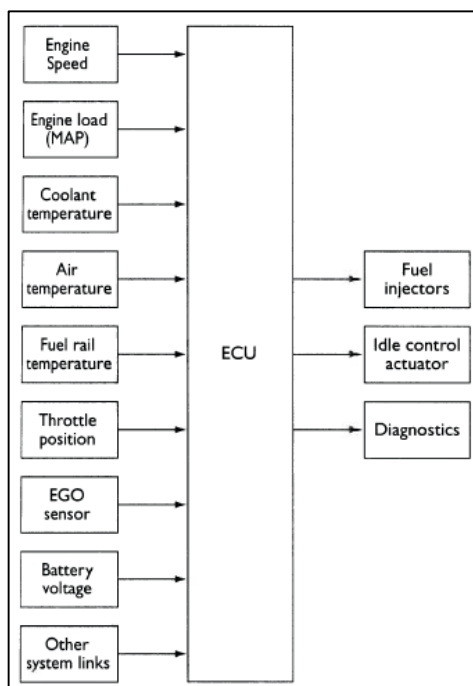 Engine
Speed
Engine load
(MAP)
Coolant
temperature
Air
temperature
Fuel rail
temperature
Throttle
position
EGO
sensor
Battery
voltage
Other
system links
ECU
Fuel
injectors
Idle control
actuator
Diagnostics